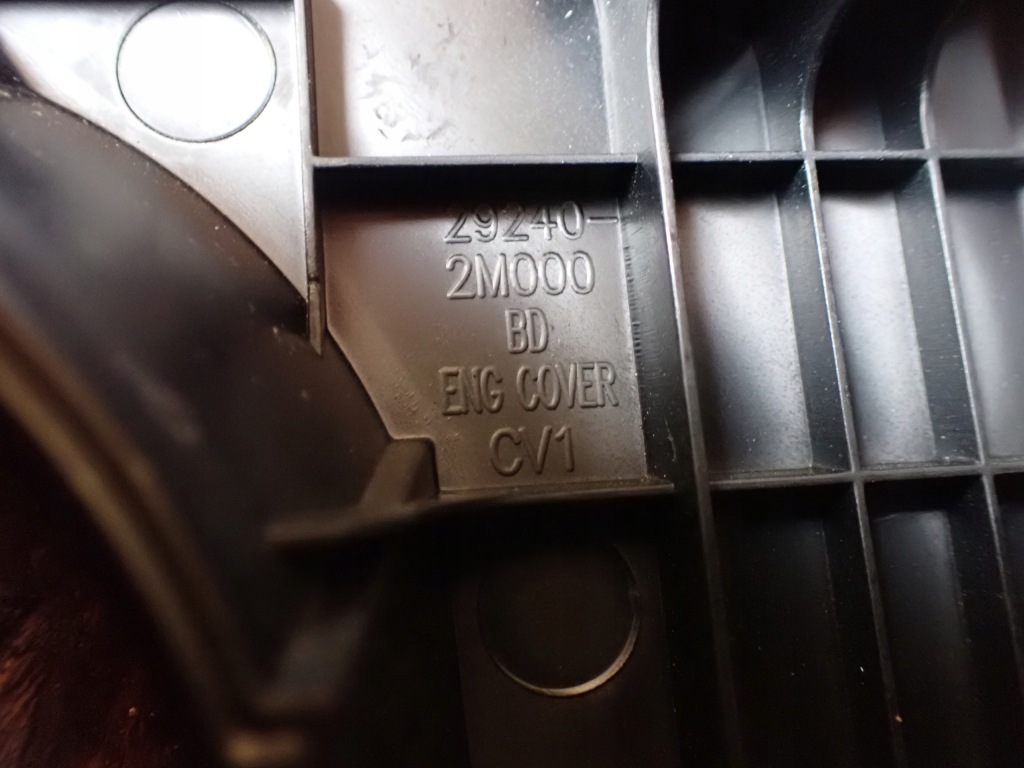 29240-
2M000
BD
ENG COVER
CV1